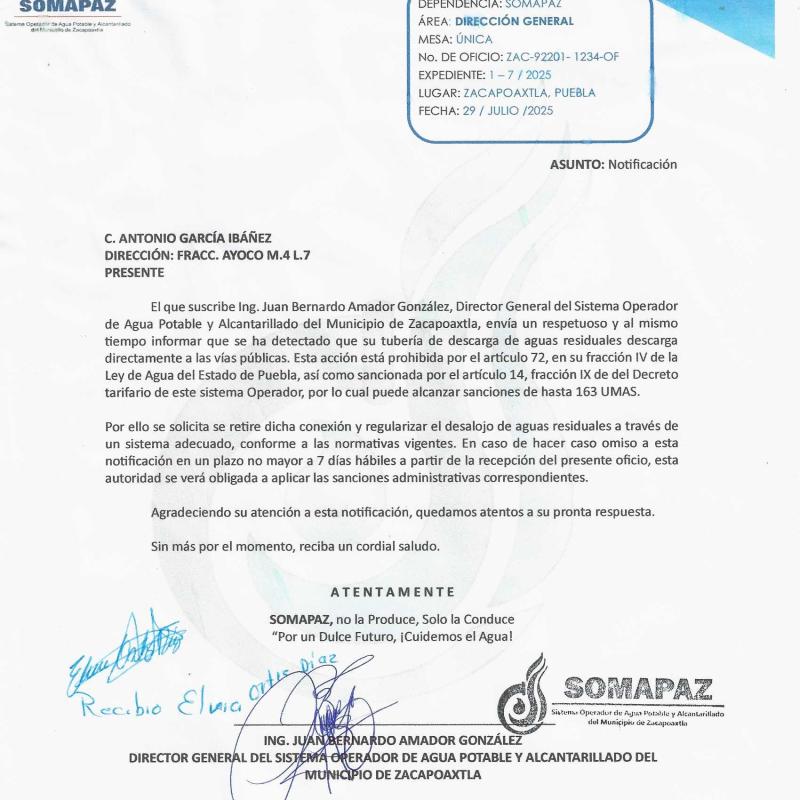 SOMAPAZ
Sistema Operador de Agua Potable y Alcantarillado
del Municipio de Zacapoaxtla
DEPENDENCIA: SOMAPAZ
ÁREA: DIRECCIÓN GENERAL
MESA: ÚNICA
No. DE OFICIO: ZAC-92201- 1234-OF
EXPEDIENTE: 1 – 7 / 2025
LUGAR: ZACAPOAXTLA, PUEBLA
FECHA: 29 / JULIO /2025
ASUNTO: Notificación
C. ANTONIO GARCÍA IBÁÑEZ
DIRECCIÓN: FRACC. AYOCO M.4 L.7
PRESENTE
El que suscribe Ing. Juan Bernardo Amador González, Director General del Sistema Operador
de Agua Potable y Alcantarillado del Municipio de Zacapoaxtla, envía un respetuoso y al mismo
tiempo informar que se ha detectado que su tubería de descarga de aguas residuales descarga
directamente a las vías públicas. Esta acción está prohibida por el artículo 72, en su fracción IV de la
Ley de Agua del Estado de Puebla, así como sancionada por el artículo 14, fracción IX de del Decreto
tarifario de este sistema Operador, por lo cual puede alcanzar sanciones de hasta 163 UMAS.
Por ello se solicita se retire dicha conexión y regularizar el desalojo de aguas residuales a través de
un sistema adecuado, conforme a las normativas vigentes. En caso de hacer caso omiso a esta
notificación en un plazo no mayor a 7 días hábiles a partir de la recepción del presente oficio, esta
autoridad se verá obligada a aplicar las sanciones administrativas correspondientes.
Agradeciendo su atención a esta notificación, quedamos atentos a su pronta respuesta.
Sin más por el momento, reciba un cordial saludo.
ATENTAMENTE
SOMAPAZ, no la Produce, Solo la Conduce
“Por un Dulce Futuro, ¡Cuidemos el Agua!
Recibio Elvia Ortis Díaz
SOMAPAZ
Sistema Operador de Agua Potable y Alcantarillado
del Municipio de Zacapoaxtla
ING. JUAN BERNARDO AMADOR GONZÁLEZ
DIRECTOR GENERAL DEL SISTEMA OPERADOR DE AGUA POTABLE Y ALCANTARILLADO DEL
MUNICIPIO DE ZACAPOAXTLA